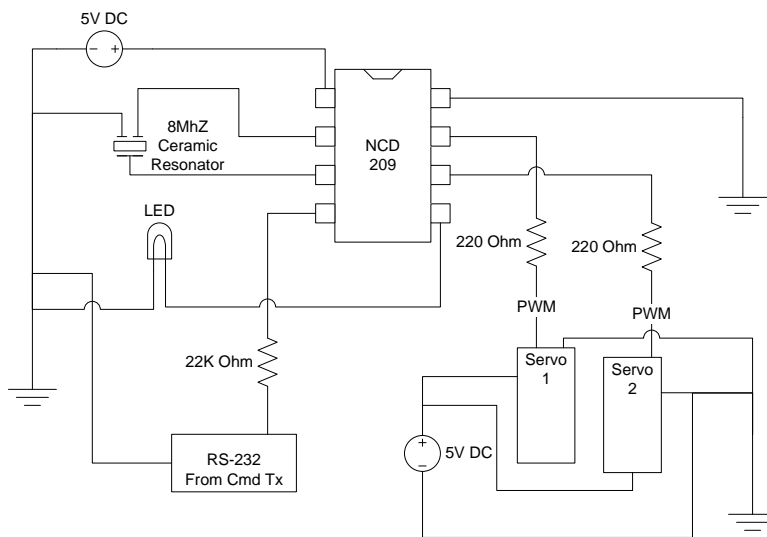 5V DC
8MhZ
Ceramic
Resonator
NCD
209
LED
220 Ohm
220 Ohm
PWM
PWM
22K Ohm
Servo
1
Servo
2
+
5V DC
RS-232
From Cmd Tx